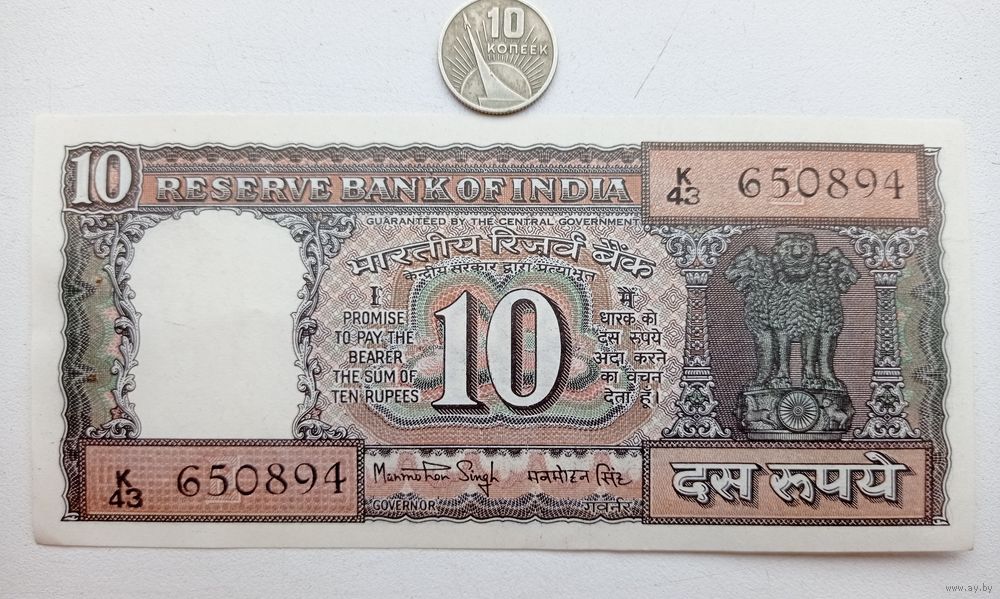 10
КОПЕЕК
10
RESERVE BANK OF INDIA
K
43 650894
GUARANTEED BY THE CENTRAL GOVERNMENT
भारतीय रिज़र्व बैंक
केन्द्रीय सरकार द्वारा प्रत्याभूत
I
PROMISE
TO PAY THE
BEARER
THE SUM OF
TEN RUPEES
10
मैं
धारक को
दस रुपये
अदा करने
का वचन
देता हूं।
K
43 650894
Manmohan Singh मनमोहन सिंह
GOVERNOR गवर्नर
दस रूपये
www.ay.by